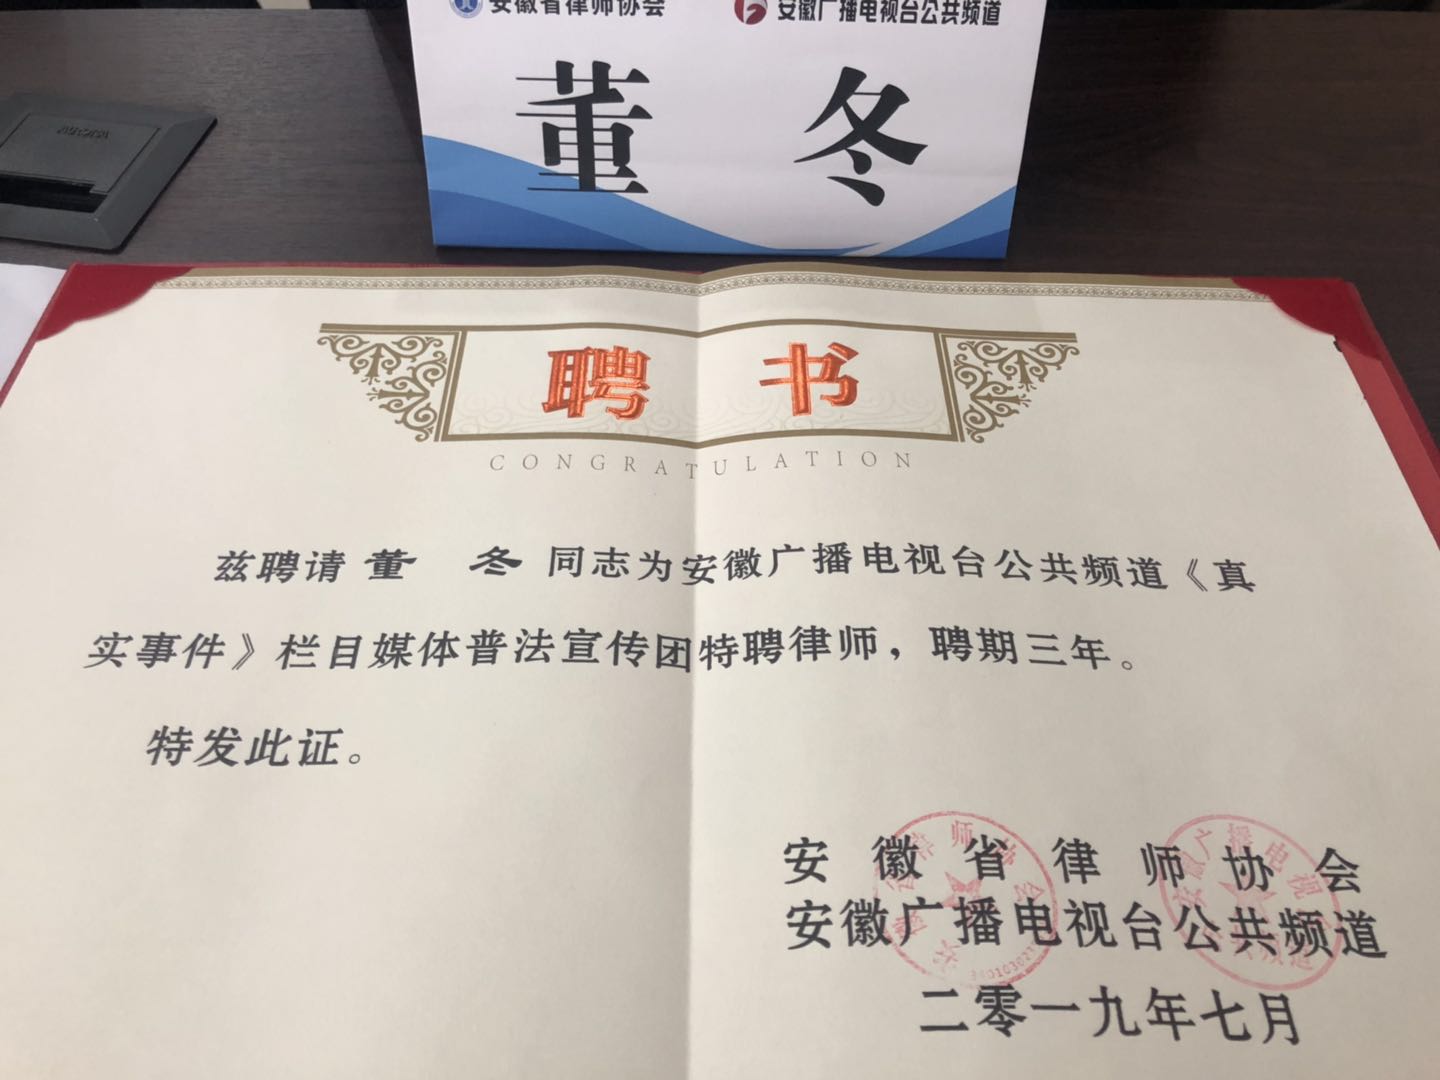 安徽省律师协会 安徽广播电视台公共频道
董 冬
聘 书
CONGRATULATION
兹聘请 董 冬 同志为安徽广播电视台公共频道《真
实事件》栏目媒体普法宣传团特聘律师，聘期三年。
特发此证。
安徽省律师协会
安徽广播电视台公共频道
二零一九年七月